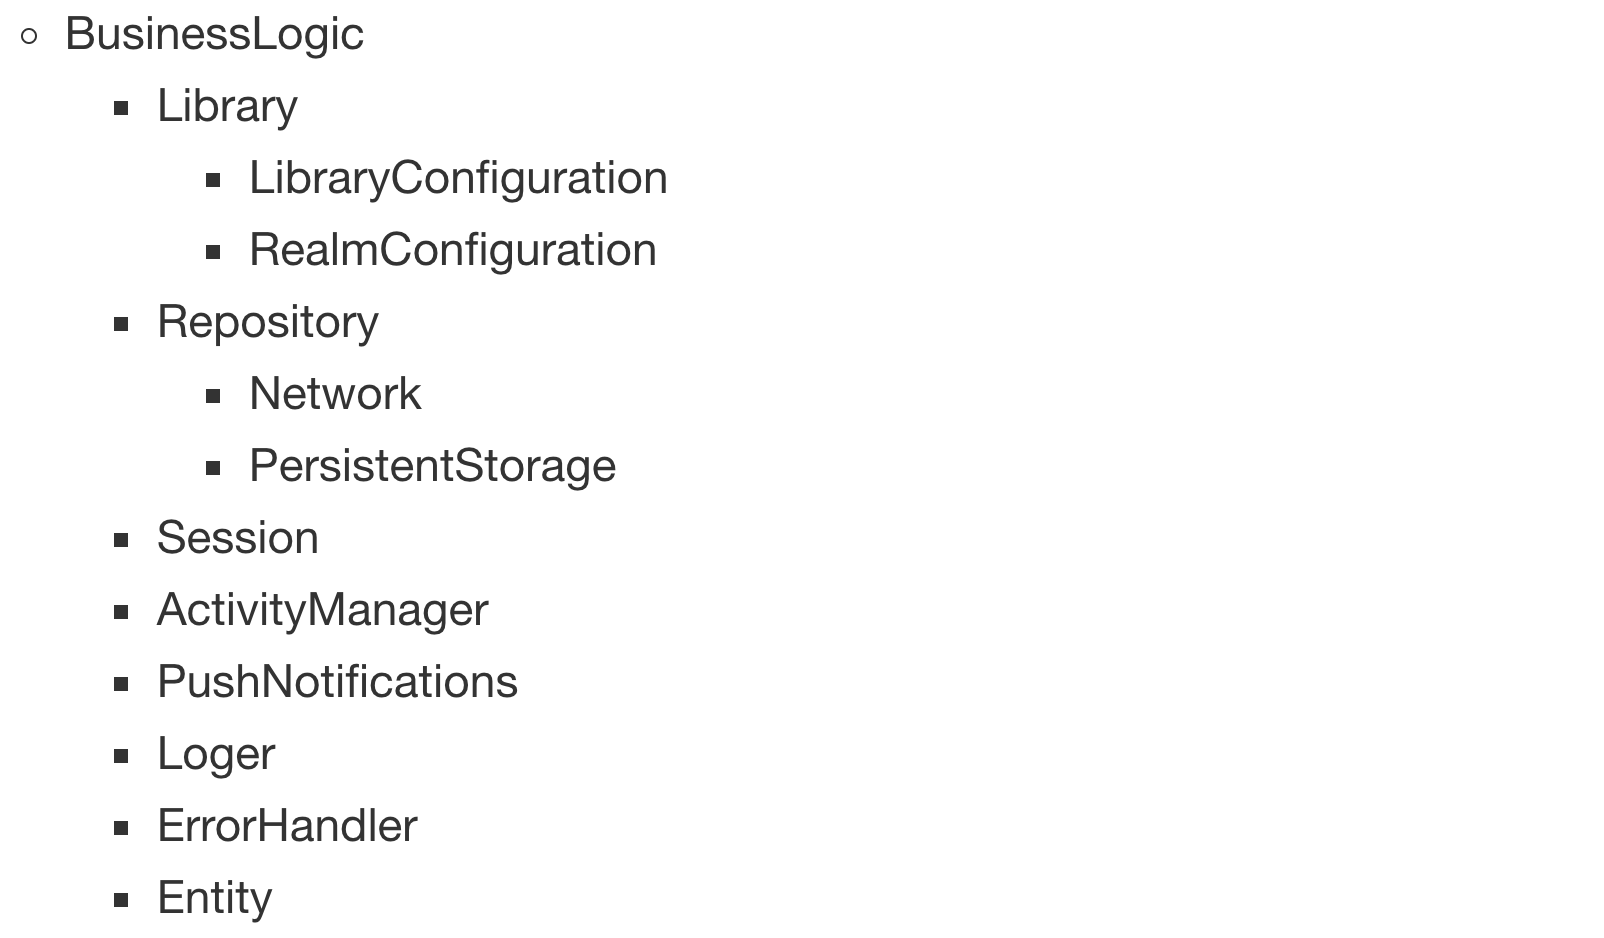 BusinessLogic
Library
LibraryConfiguration
RealmConfiguration
Repository
Network
PersistentStorage
Session
ActivityManager
PushNotifications
Loger
ErrorHandler
Entity